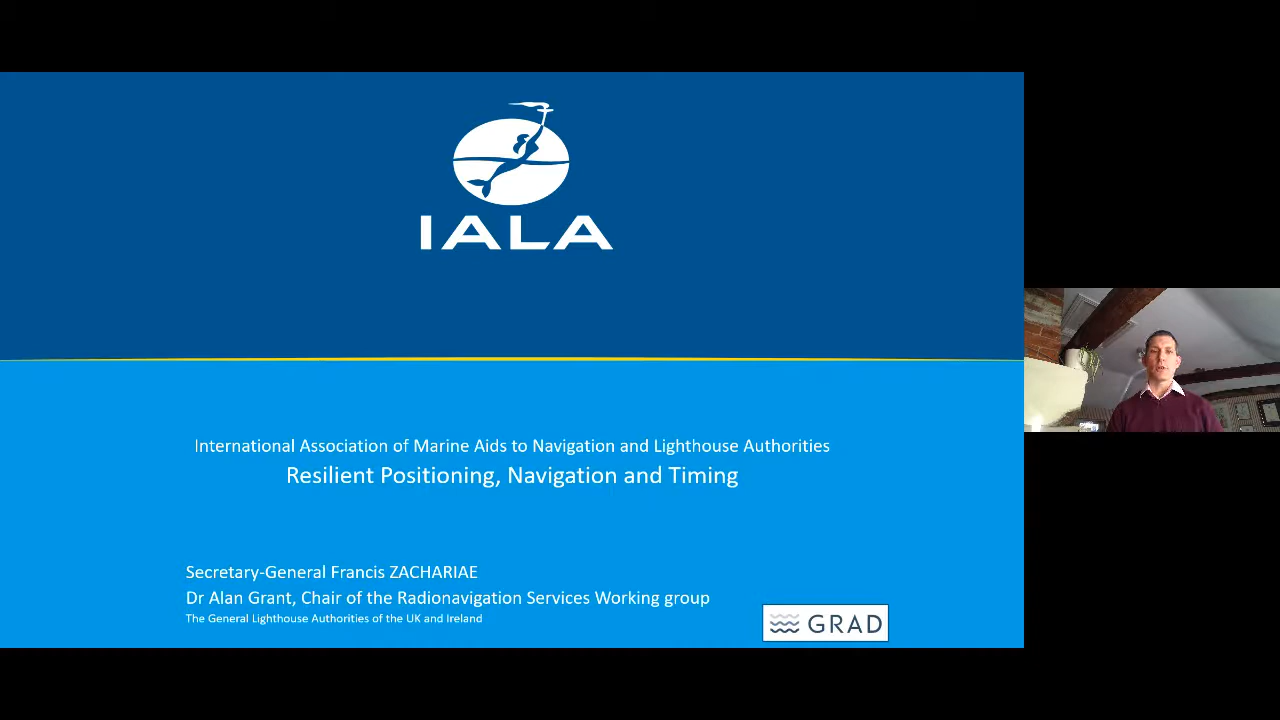 IALA
International Association of Marine Aids to Navigation and Lighthouse Authorities
Resilient Positioning, Navigation and Timing
Secretary-General Francis ZACHARIAE
Dr Alan Grant, Chair of the Radionavigation Services Working group
The General Lighthouse Authorities of the UK and Ireland
GRAD